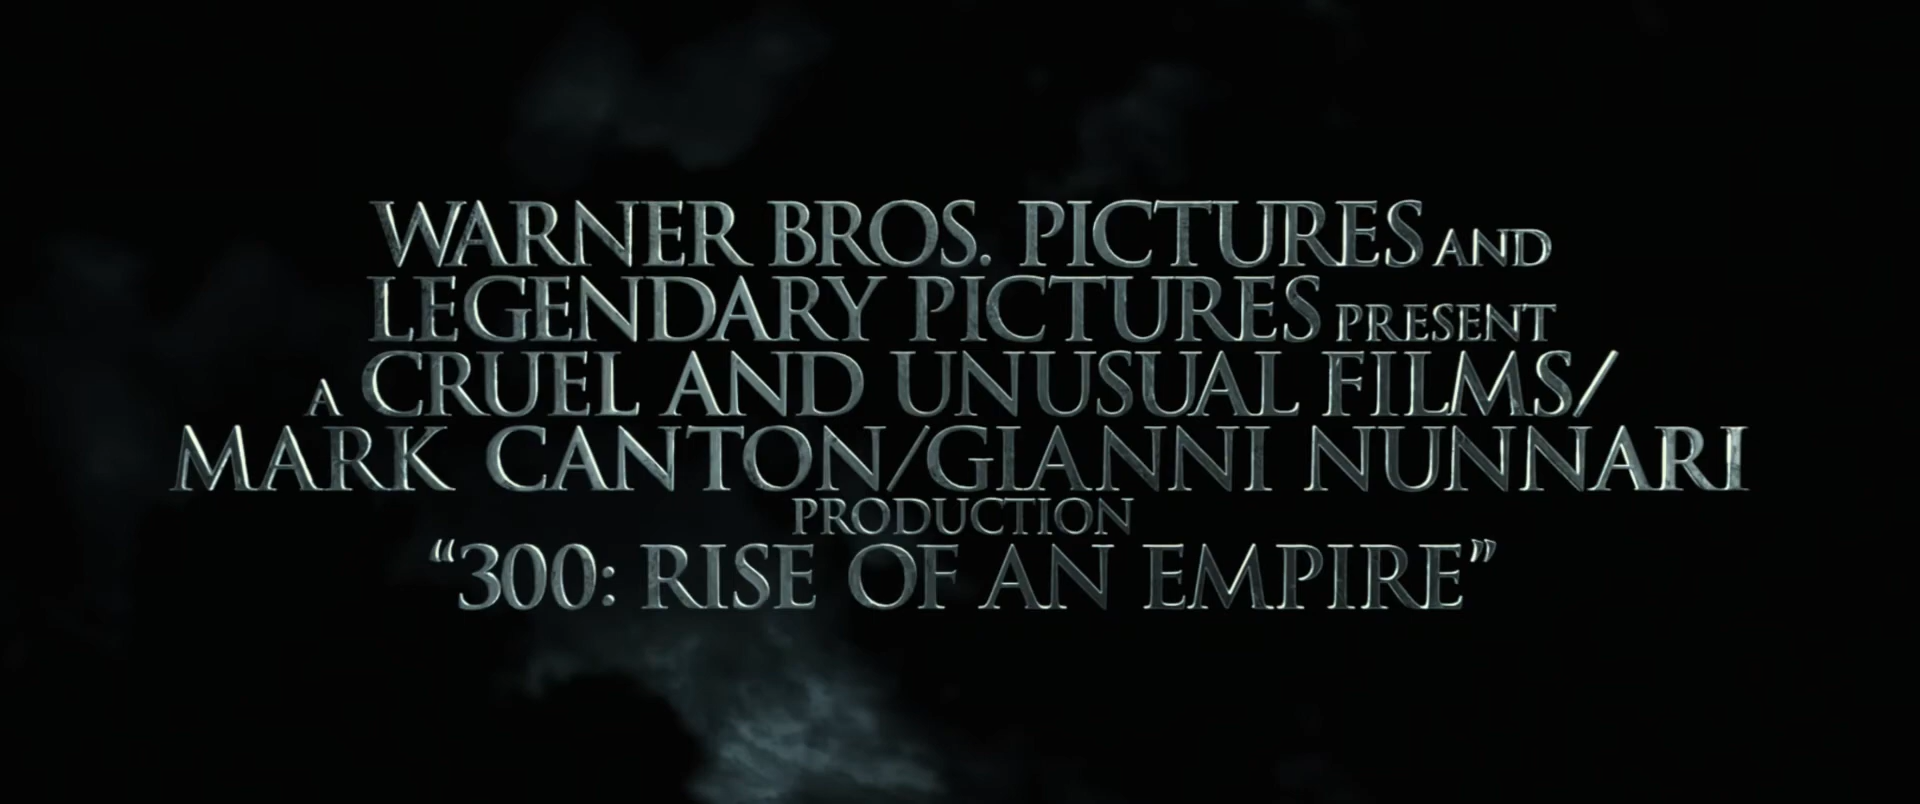 WARNER BROS. PICTURES AND
LEGENDARY PICTURES PRESENT
A CRUEL AND UNUSUAL FILMS/
MARK CANTON/GIANNI NUNNARI
PRODUCTION
“300: RISE OF AN EMPIRE”